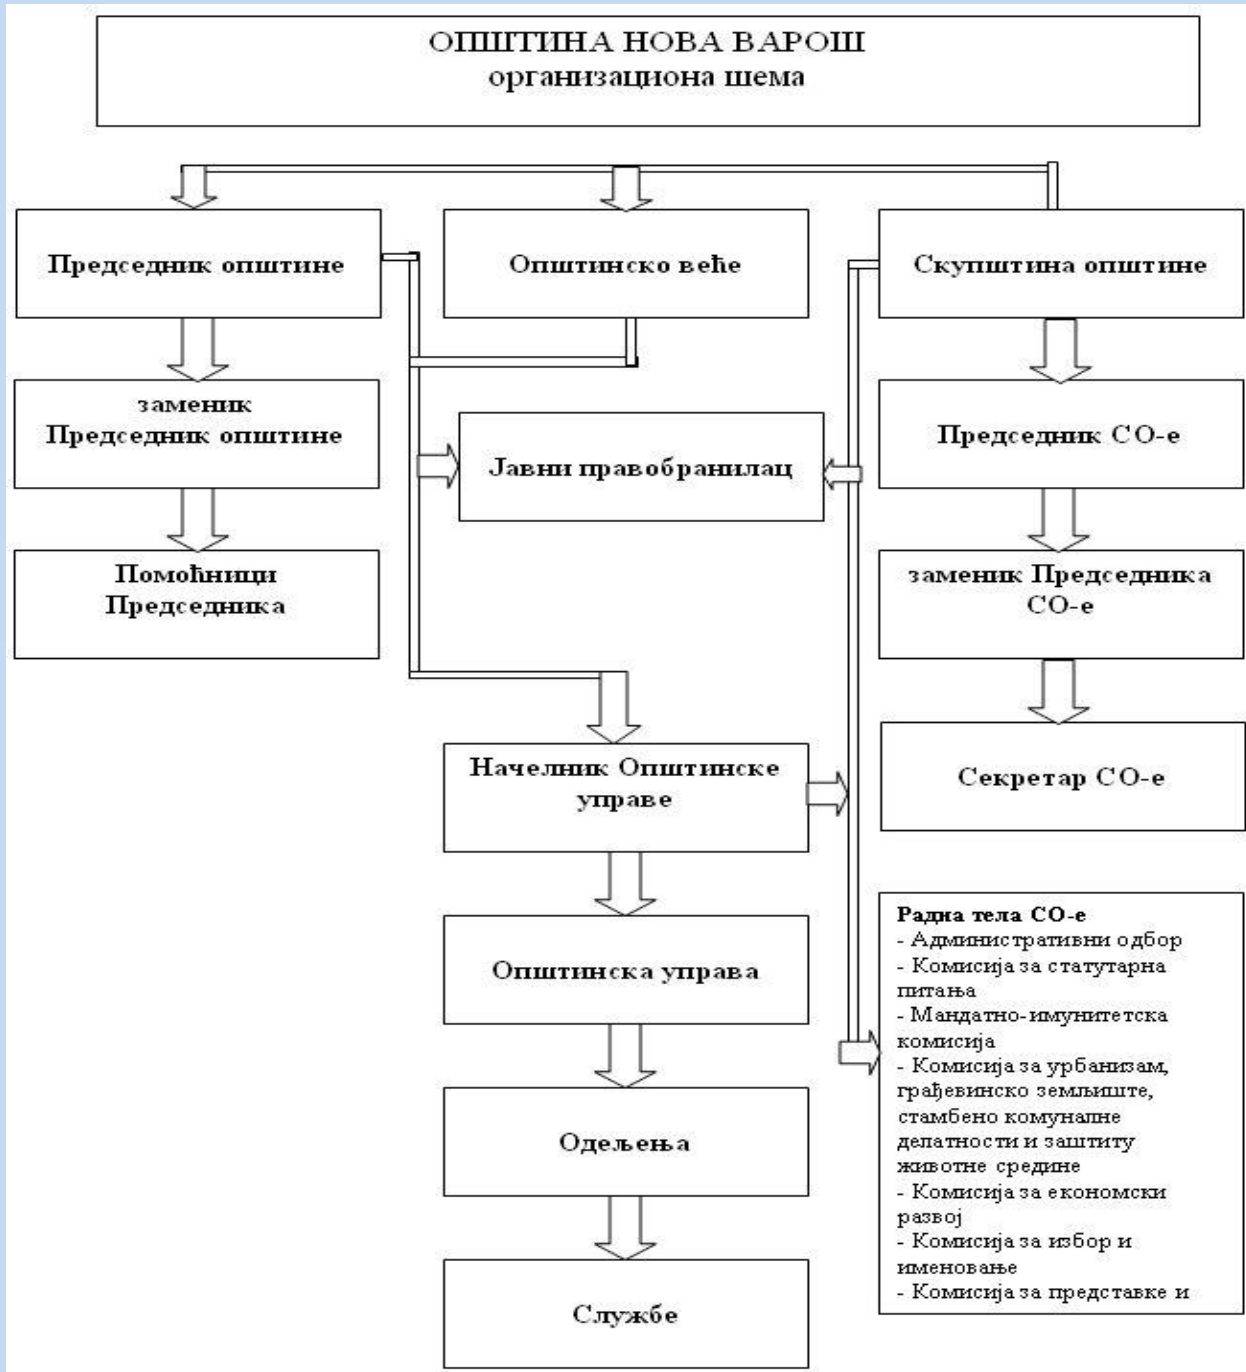 ОПШТИНА НОВА ВАРОШ
организациона шема
Председник општине
Општинско веће
Скупштина општине
заменик
Председник општине
Јавни правобранилац
Председник СО-е
Помоћници
Председника
заменик Председника
СО-е
Начелник Општинске
управе
Секретар СО-е
Општинска управа
Одељења
Службе
Радна тела СО-е
- Административни одбор
- Комисија за статутарна
питања
- Мандатно-имунитетска
комисија
- Комисија за урбанизам,
грађевинско земљиште,
стамбено комуналне
делатности и заштиту
животне средине
- Комисија за економски
развој
- Комисија за избор и
именовање
- Комисија за представке и